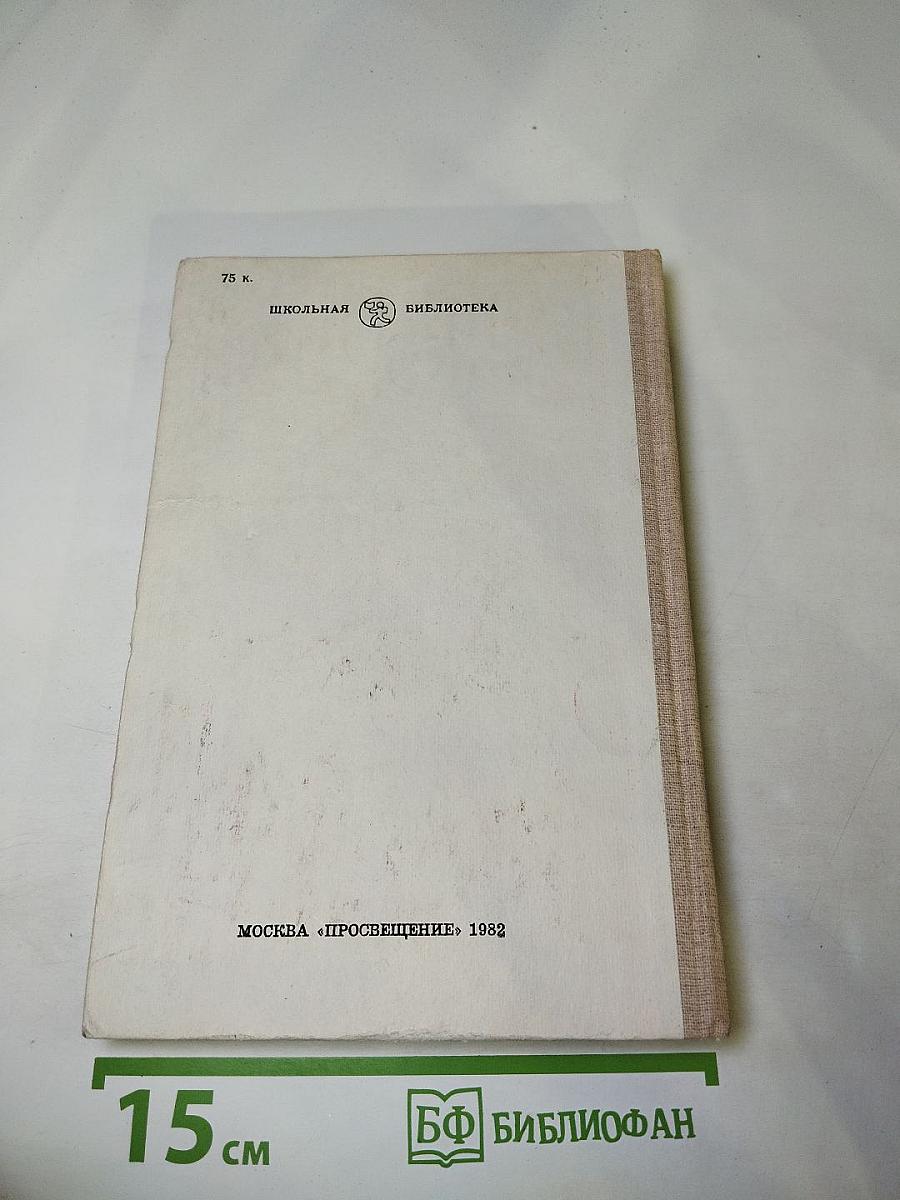 75 к.
ШКОЛЬНАЯ БИБЛИОТЕКА
МОСКВА «ПРОСВЕЩЕНИЕ» 1982
15 см
БФ БИБЛИОФАН